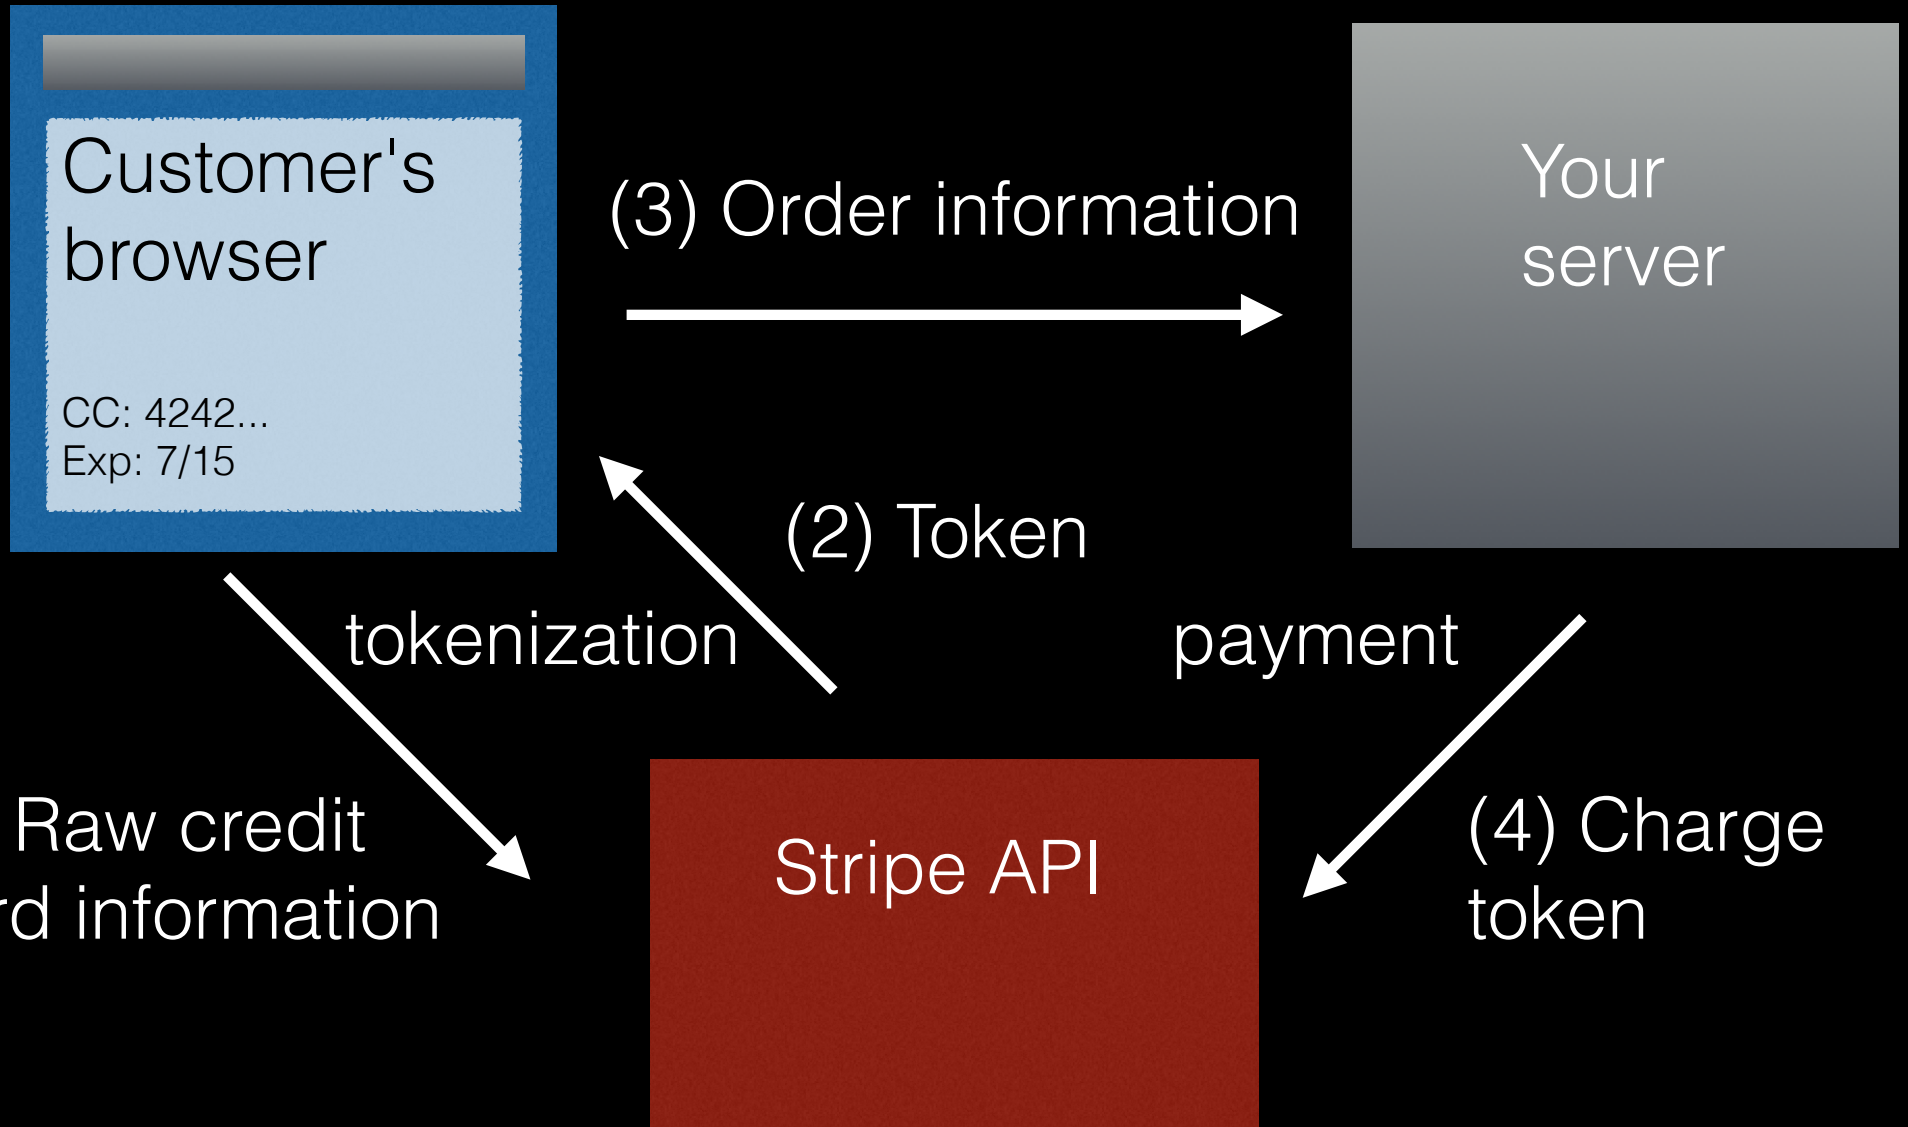 Customer's
browser
CC: 4242...
Exp: 7/15
(3) Order information
Your
server
(2) Token
tokenization
payment
Raw credit
rd information
Stripe API
(4) Charge
token